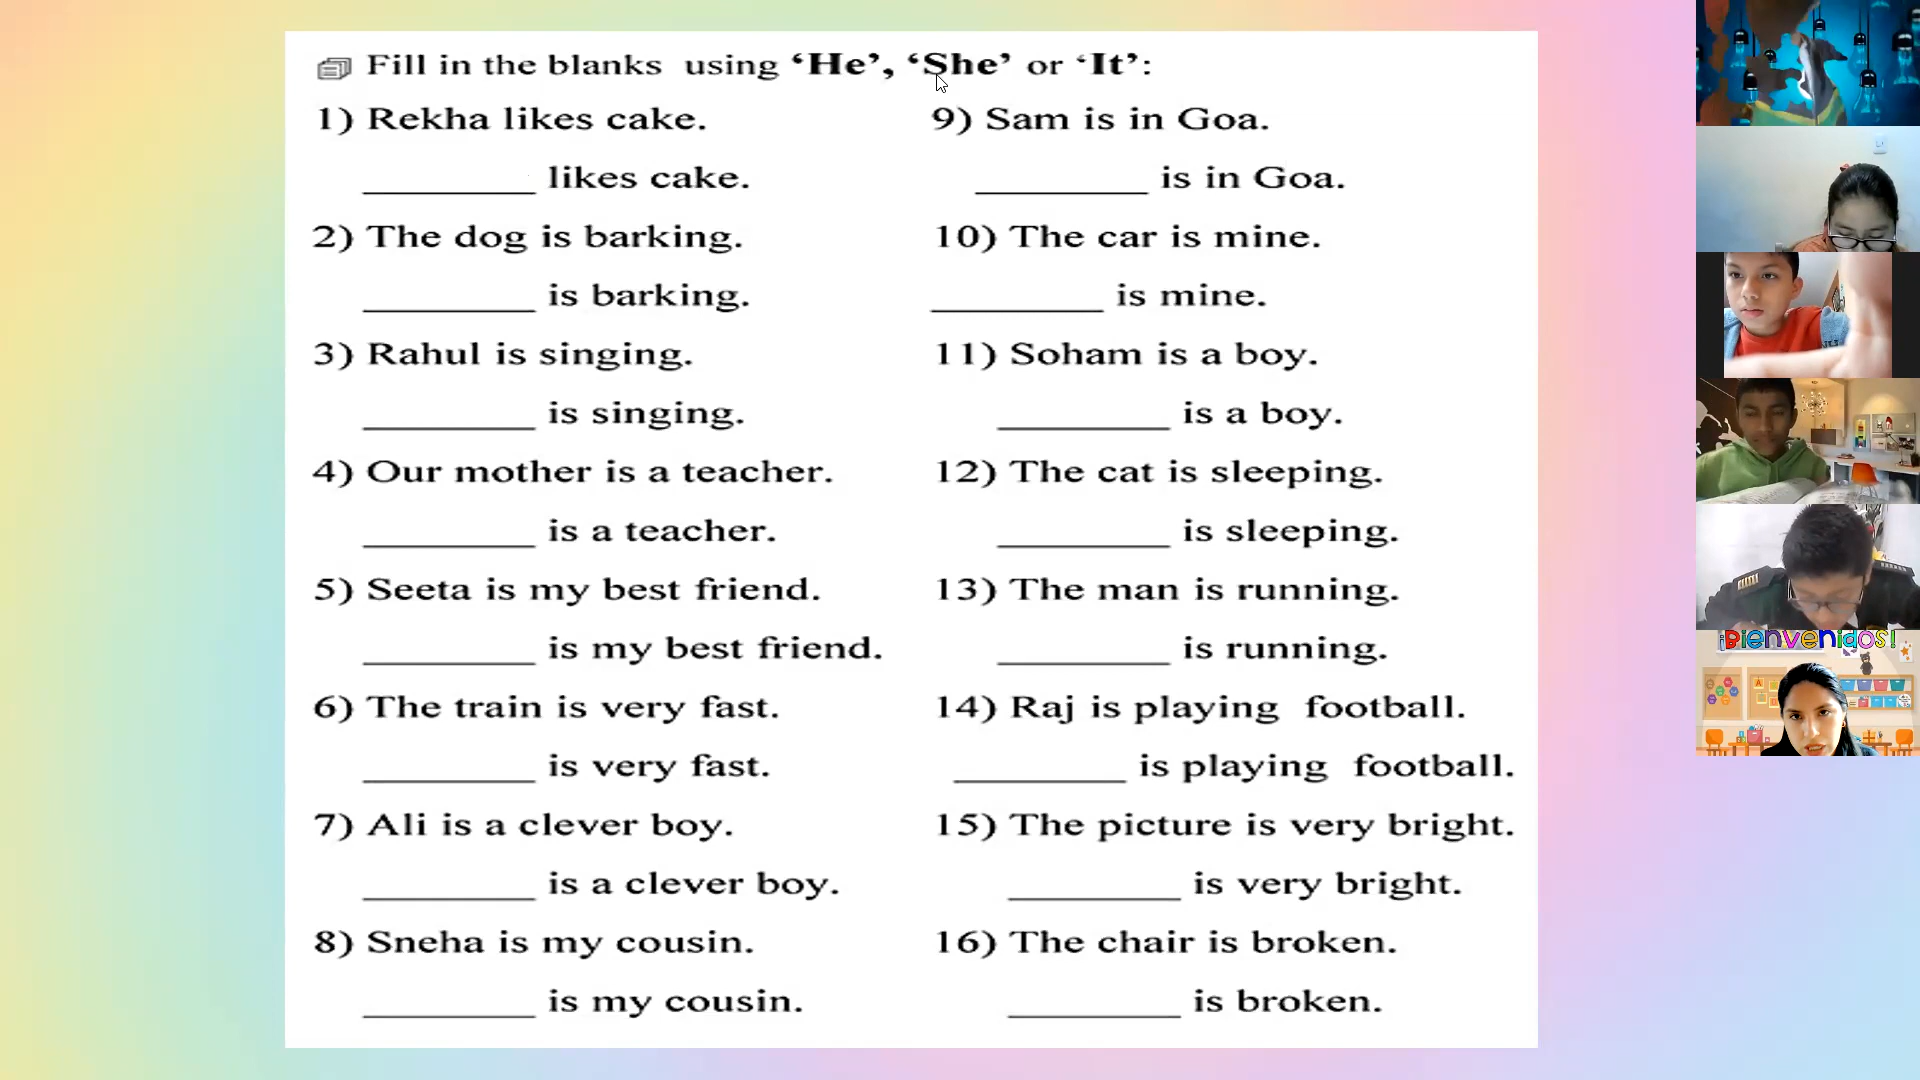 Fill in the blanks using ‘He’, ‘She’ or ‘It’:
1) Rekha likes cake.
_________ likes cake.
2) The dog is barking.
_________ is barking.
3) Rahul is singing.
_________ is singing.
4) Our mother is a teacher.
_________ is a teacher.
5) Seeta is my best friend.
_________ is my best friend.
6) The train is very fast.
_________ is very fast.
7) Ali is a clever boy.
_________ is a clever boy.
8) Sneha is my cousin.
_________ is my cousin.
9) Sam is in Goa.
_________ is in Goa.
10) The car is mine.
_________ is mine.
11) Soham is a boy.
_________ is a boy.
12) The cat is sleeping.
_________ is sleeping.
13) The man is running.
_________ is running.
14) Raj is playing football.
_________ is playing football.
15) The picture is very bright.
_________ is very bright.
16) The chair is broken.
_________ is broken.
¡Bienvenidos!